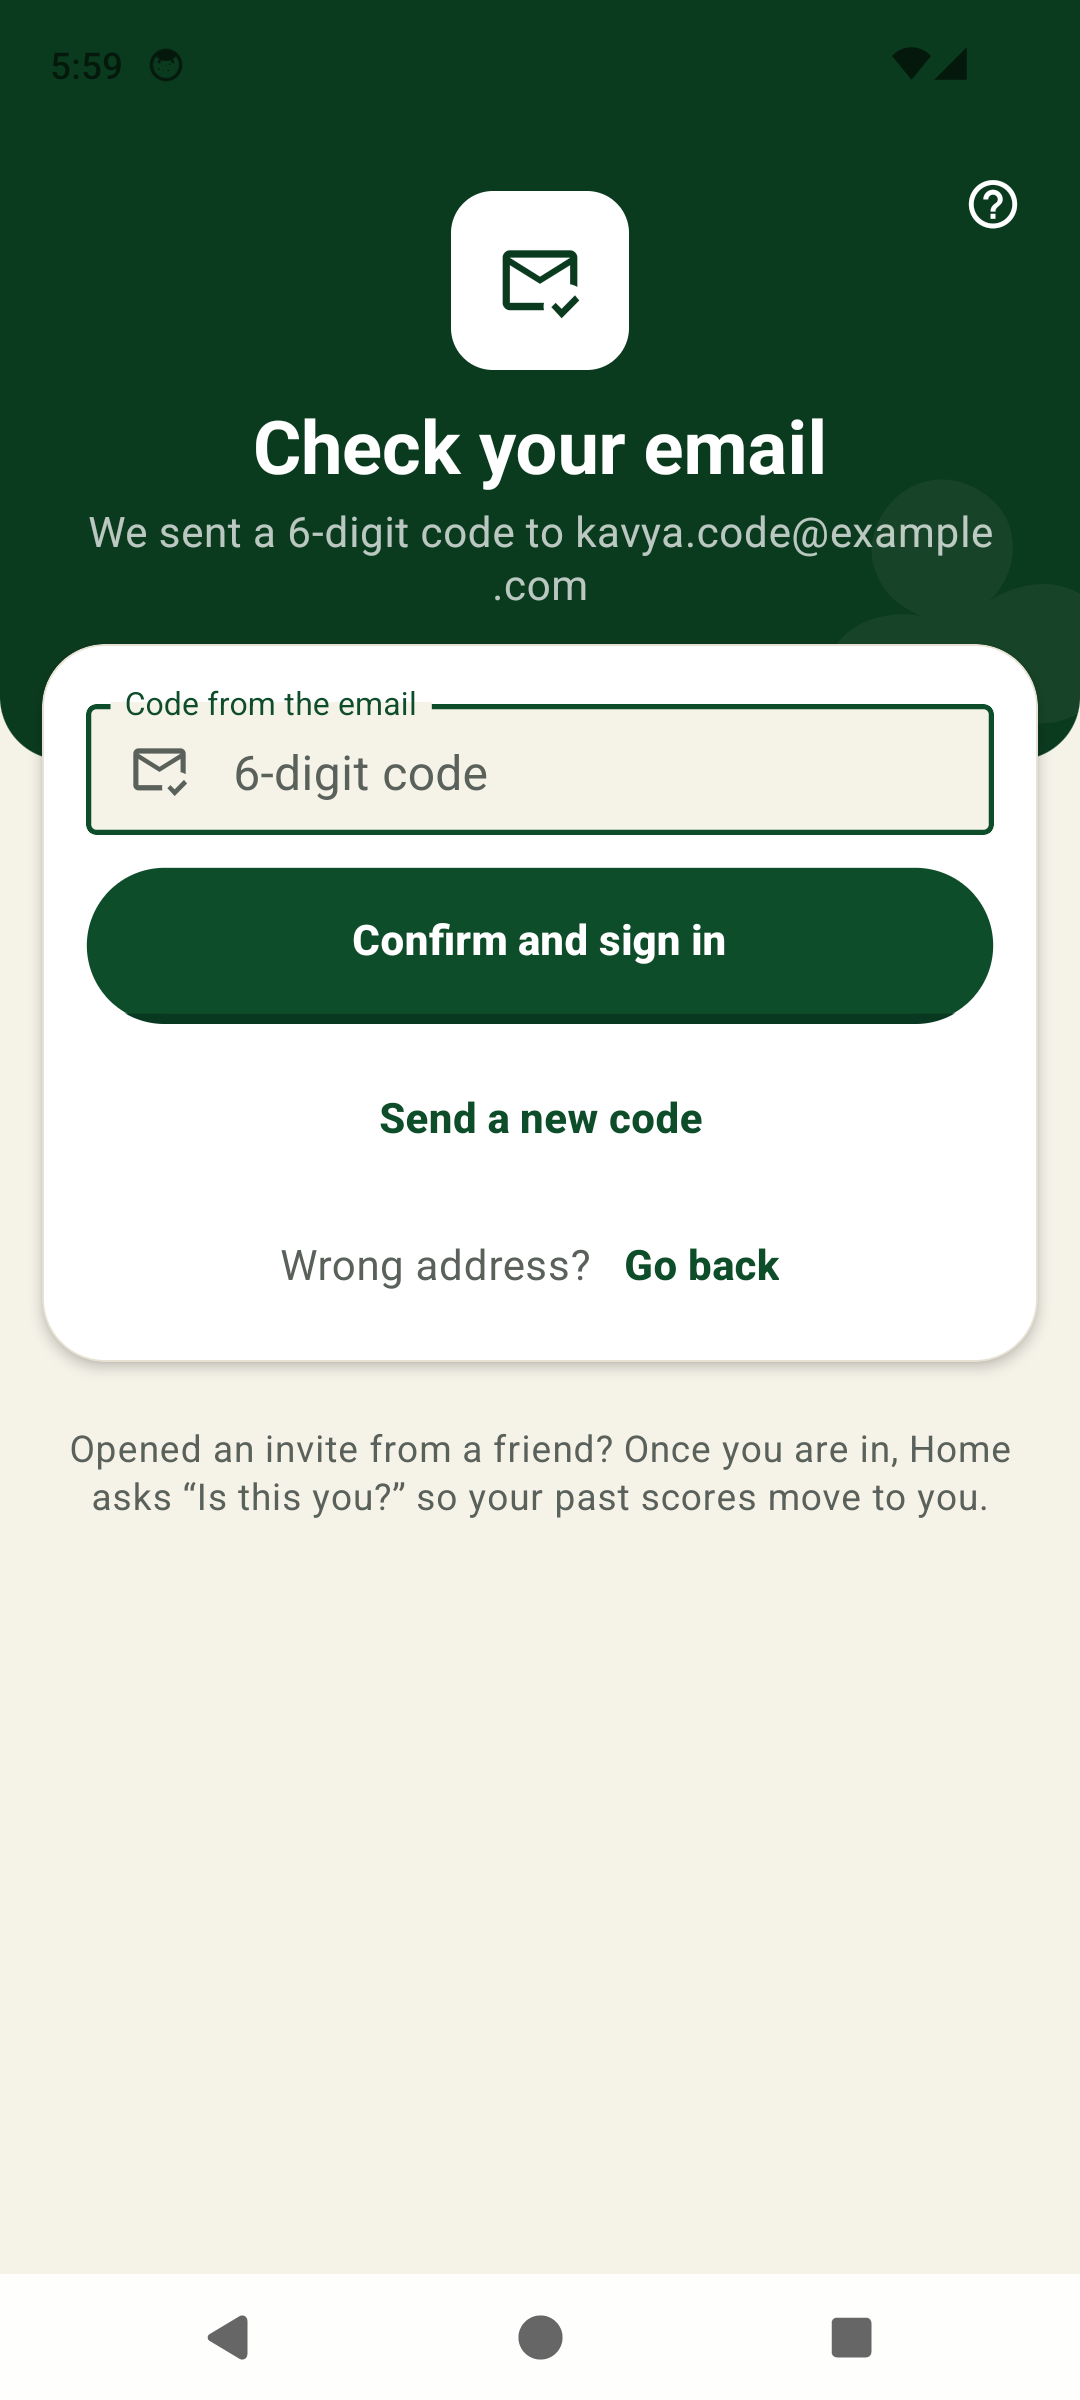 5:59
Check your email
We sent a 6-digit code to kavya.code@example
.com
Code from the email
6-digit code
Confirm and sign in
Send a new code
Wrong address? Go back
Opened an invite from a friend? Once you are in, Home
asks “Is this you?” so your past scores move to you.